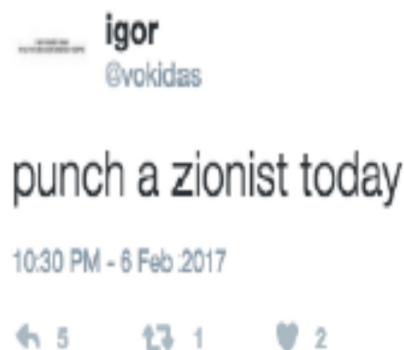 igor
@vokidas
punch a zionist today
10:30 PM - 6 Feb 2017
5 1 2